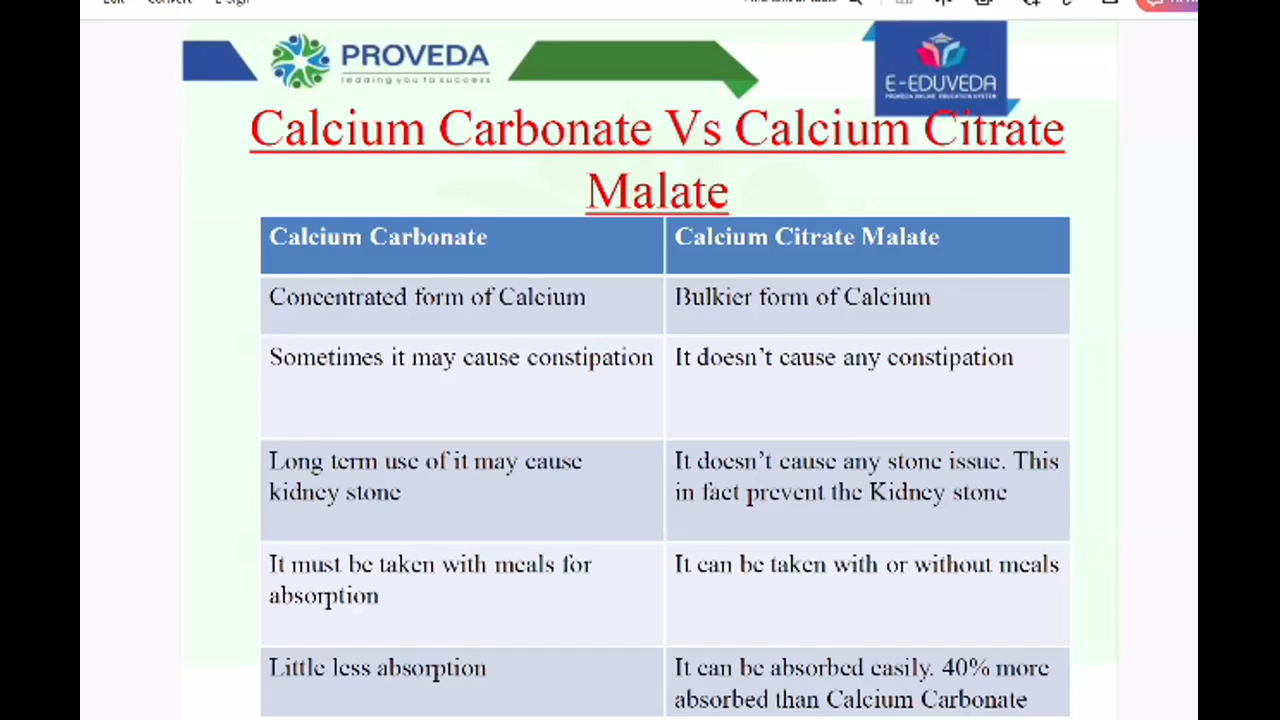 PROVEDA
leading you to success
E-EDUVEDA
PROVEDA ONLINE EDUCATION SYSTEM
Calcium Carbonate Vs Calcium Citrate
Malate
Calcium Carbonate
Calcium Citrate Malate
Concentrated form of Calcium
Bulkier form of Calcium
Sometimes it may cause constipation
It doesn't cause any constipation
Long term use of it may cause
kidney stone
It doesn't cause any stone issue. This
in fact prevent the Kidney stone
It must be taken with meals for
absorption
It can be taken with or without meals
Little less absorption
It can be absorbed easily. 40% more
absorbed than Calcium Carbonate